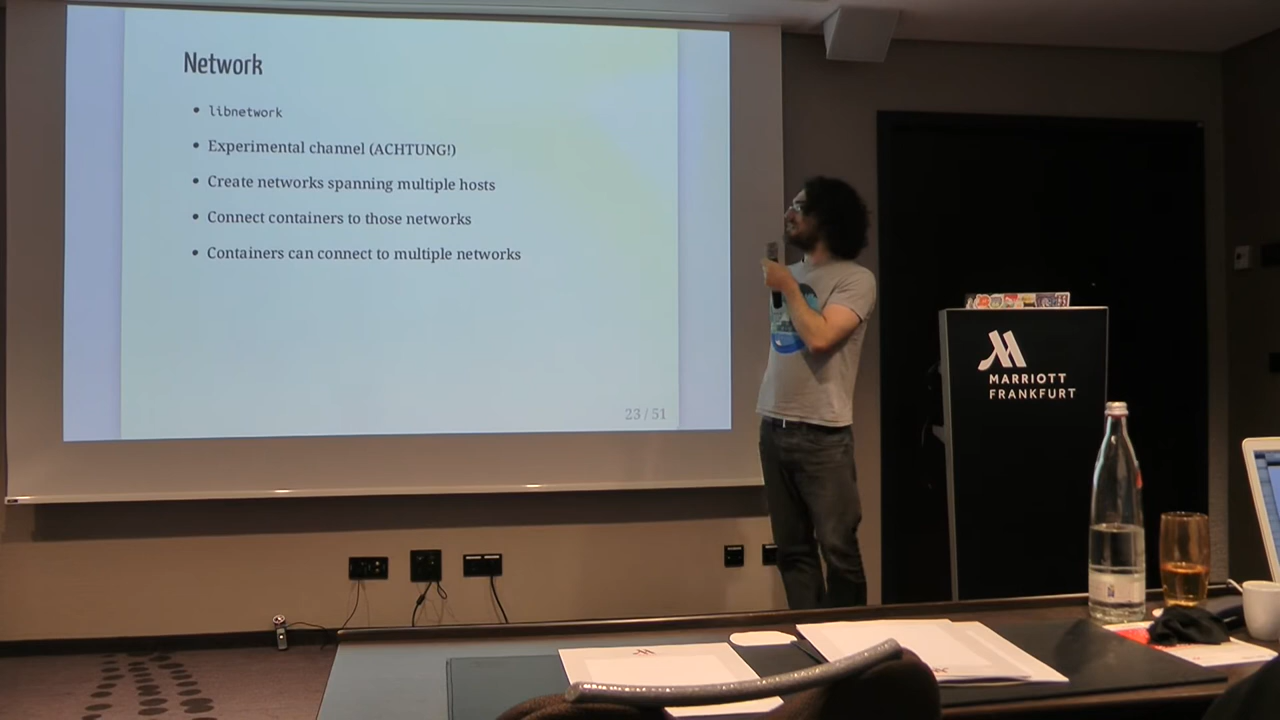 Network
libnetwork
Experimental channel (ACHTUNG!)
Create networks spanning multiple hosts
Connect containers to those networks
Containers can connect to multiple networks
23 / 51
MARRIOTT
FRANKFURT